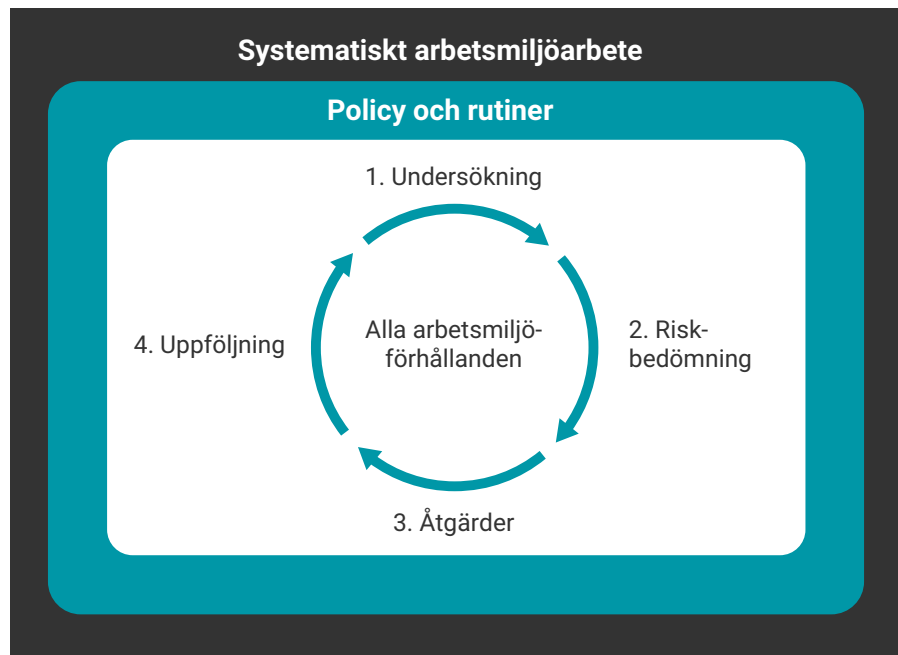 Systematiskt arbetsmiljöarbete
Policy och rutiner
1. Undersökning
2. Risk-
bedömning
3. Åtgärder
4. Uppföljning
Alla arbetsmiljö-
förhållanden